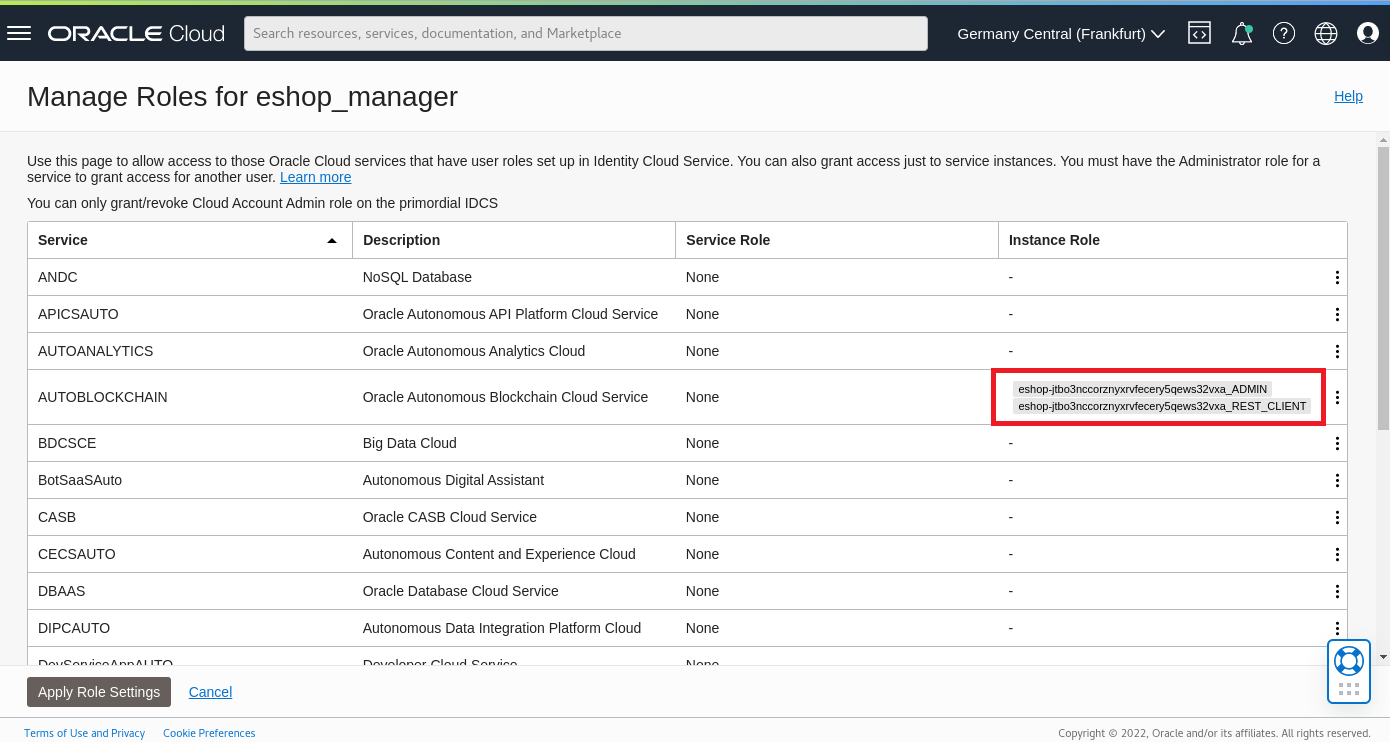 ORACLE Cloud
Search resources, services, documentation, and Marketplace
Germany Central (Frankfurt)
Manage Roles for eshop_manager
Help
Use this page to allow access to those Oracle Cloud services that have user roles set up in Identity Cloud Service. You can also grant access just to service instances. You must have the Administrator role for a
service to grant access for another user. Learn more
You can only grant/revoke Cloud Account Admin role on the primordial IDCS
Service Description Service Role Instance Role
ANDC NoSQL Database None -
APICSAUTO Oracle Autonomous API Platform Cloud Service None -
AUTOANALYTICS Oracle Autonomous Analytics Cloud None -
AUTOBLOCKCHAIN Oracle Autonomous Blockchain Cloud Service None
eshop-jtbo3nccorznyxrvfecery5qews32vxa_ADMIN
eshop-jtbo3nccorznyxrvfecery5qews32vxa_REST_CLIENT
BDCSCE Big Data Cloud None -
BotSaaSAuto Autonomous Digital Assistant None -
CASB Oracle CASB Cloud Service None -
CECSAUTO Autonomous Content and Experience Cloud None -
DBAAS Oracle Database Cloud Service None -
DIPCAUTO Autonomous Data Integration Platform Cloud None -
DevServiceAppAUTO Developer Cloud Service None
Apply Role Settings Cancel
Terms of Use and Privacy Cookie Preferences
Copyright © 2022, Oracle and/or its affiliates. All rights reserved.